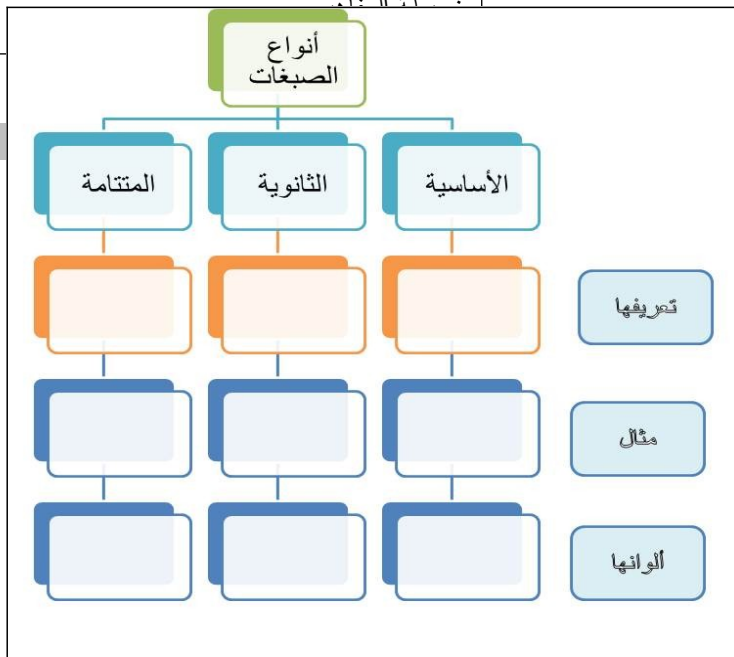 أنواع
الصبغات
الأساسية
الثانوية
المتتامة
تعريفها
مثال
ألوانها